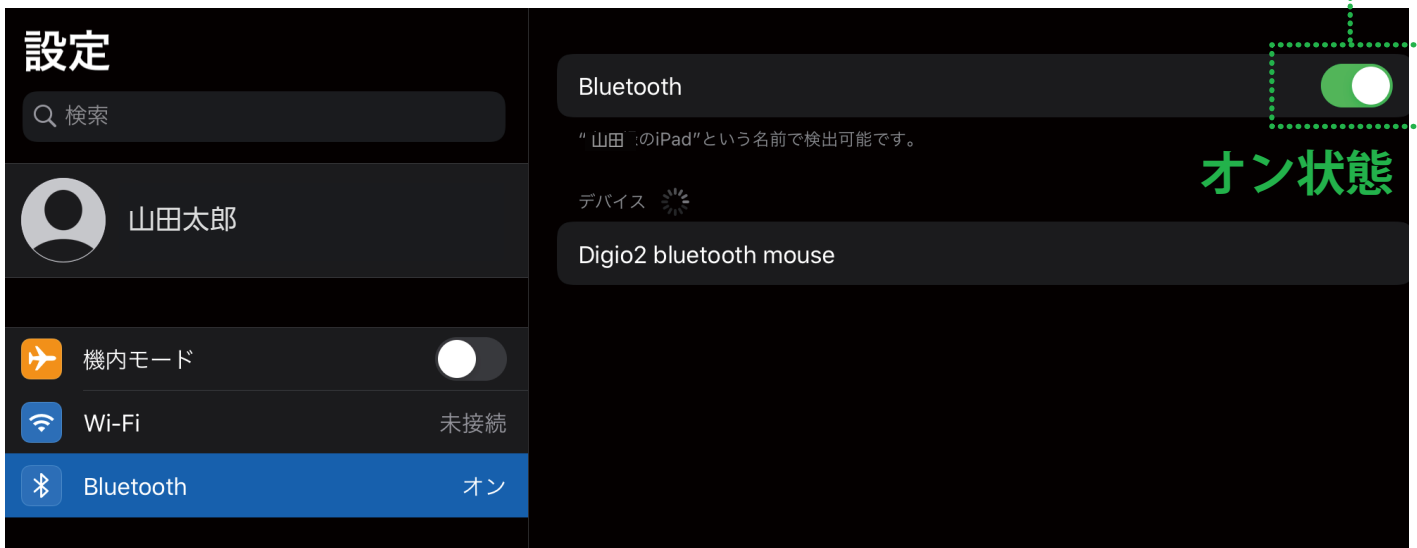 設定
検索
山田太郎
機内モード
Wi-Fi 未接続
Bluetooth オン
Bluetooth
“山田 のiPad”という名前で検出可能です。
オン状態
デバイス
Digio2 bluetooth mouse